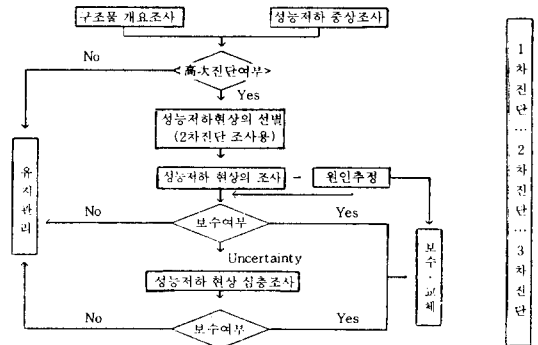 구조물 개요조사
성능저하 증상조사
No
高次진단여부
Yes
성능저하현상의 선별
(2차진단 조사용)
성능저하 현상의 조사
원인추정
유지관리
No
보수여부
Yes
Uncertainty
보수·교체
성능저하 현상 심층조사
No
보수여부
Yes
1차진단…2차진단…3차진단